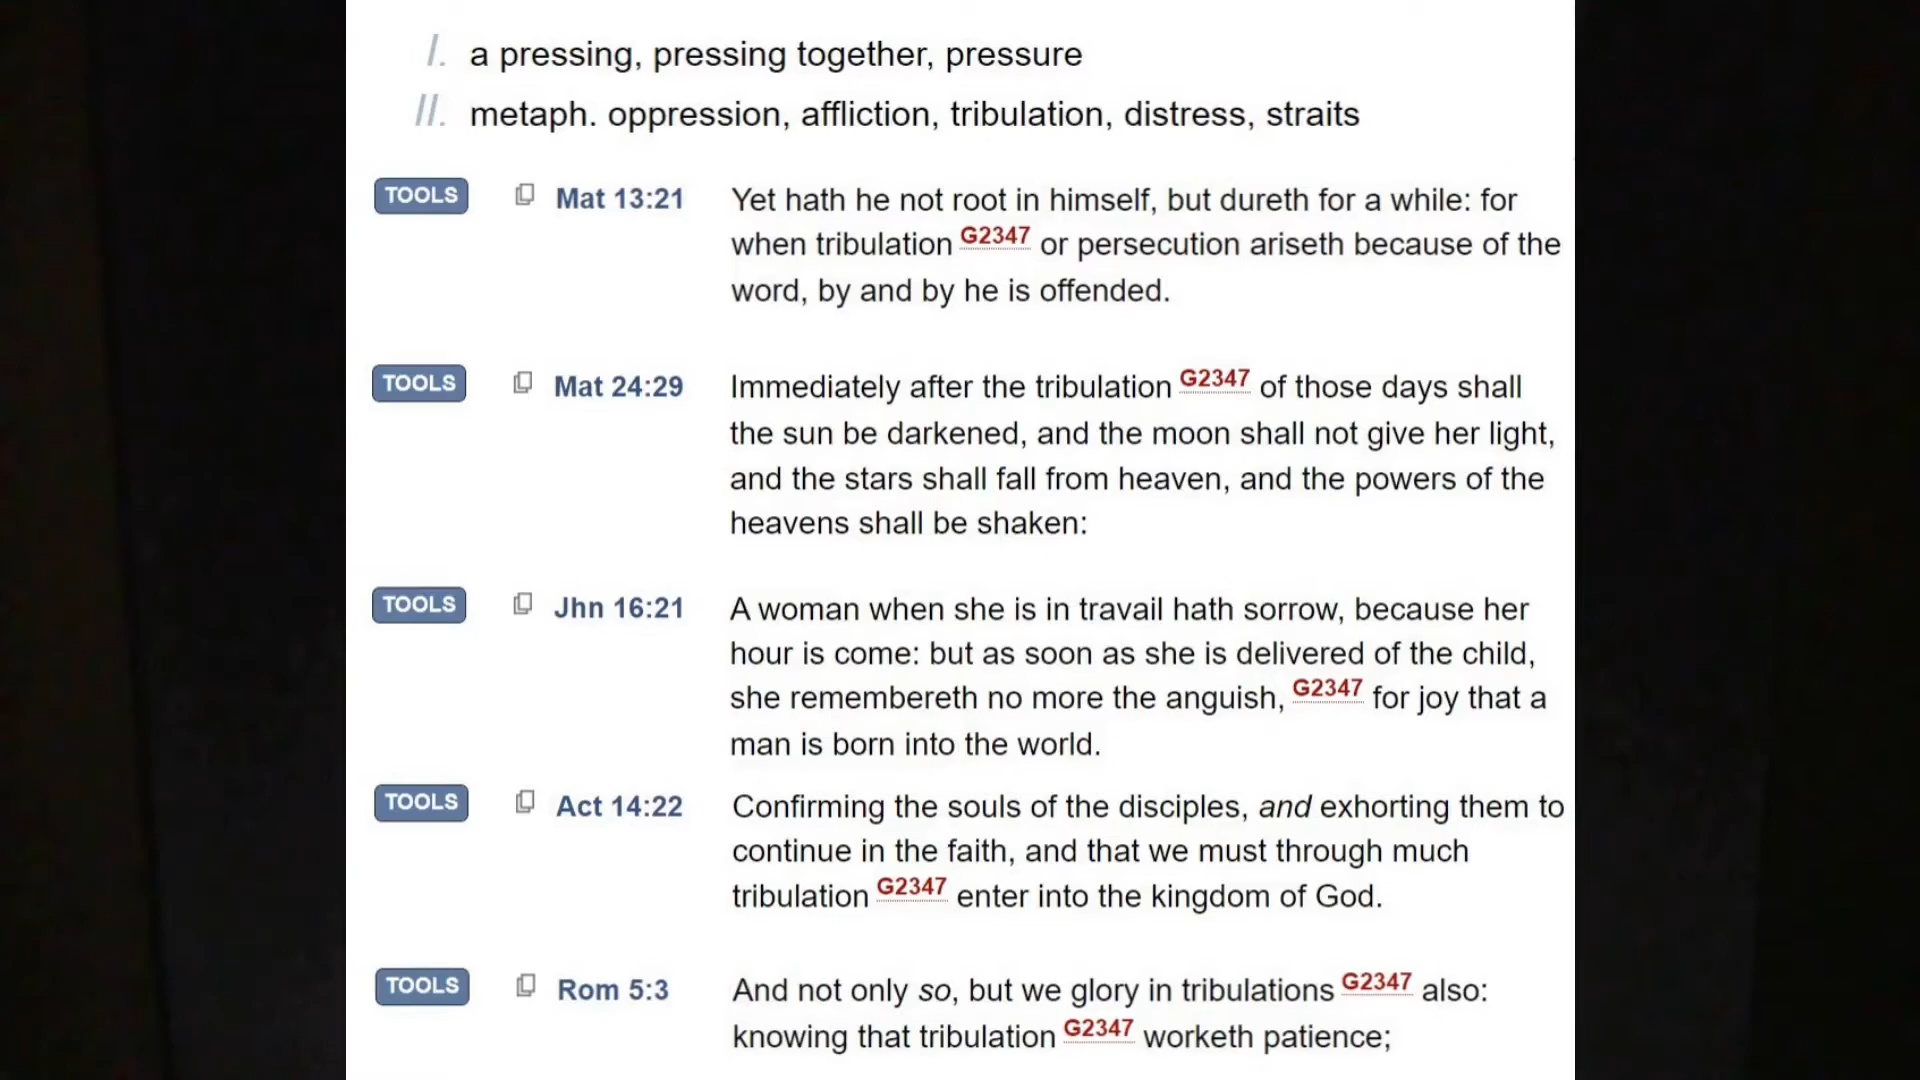 I. a pressing, pressing together, pressure
II. metaph. oppression, affliction, tribulation, distress, straits
TOOLS Mat 13:21 Yet hath he not root in himself, but dureth for a while: for
when tribulation G2347 or persecution ariseth because of the
word, by and by he is offended.
TOOLS Mat 24:29 Immediately after the tribulation G2347 of those days shall
the sun be darkened, and the moon shall not give her light,
and the stars shall fall from heaven, and the powers of the
heavens shall be shaken:
TOOLS Jhn 16:21 A woman when she is in travail hath sorrow, because her
hour is come: but as soon as she is delivered of the child,
she remembereth no more the anguish, G2347 for joy that a
man is born into the world.
TOOLS Act 14:22 Confirming the souls of the disciples, and exhorting them to
continue in the faith, and that we must through much
tribulation G2347 enter into the kingdom of God.
TOOLS Rom 5:3 And not only so, but we glory in tribulations G2347 also:
knowing that tribulation G2347 worketh patience;